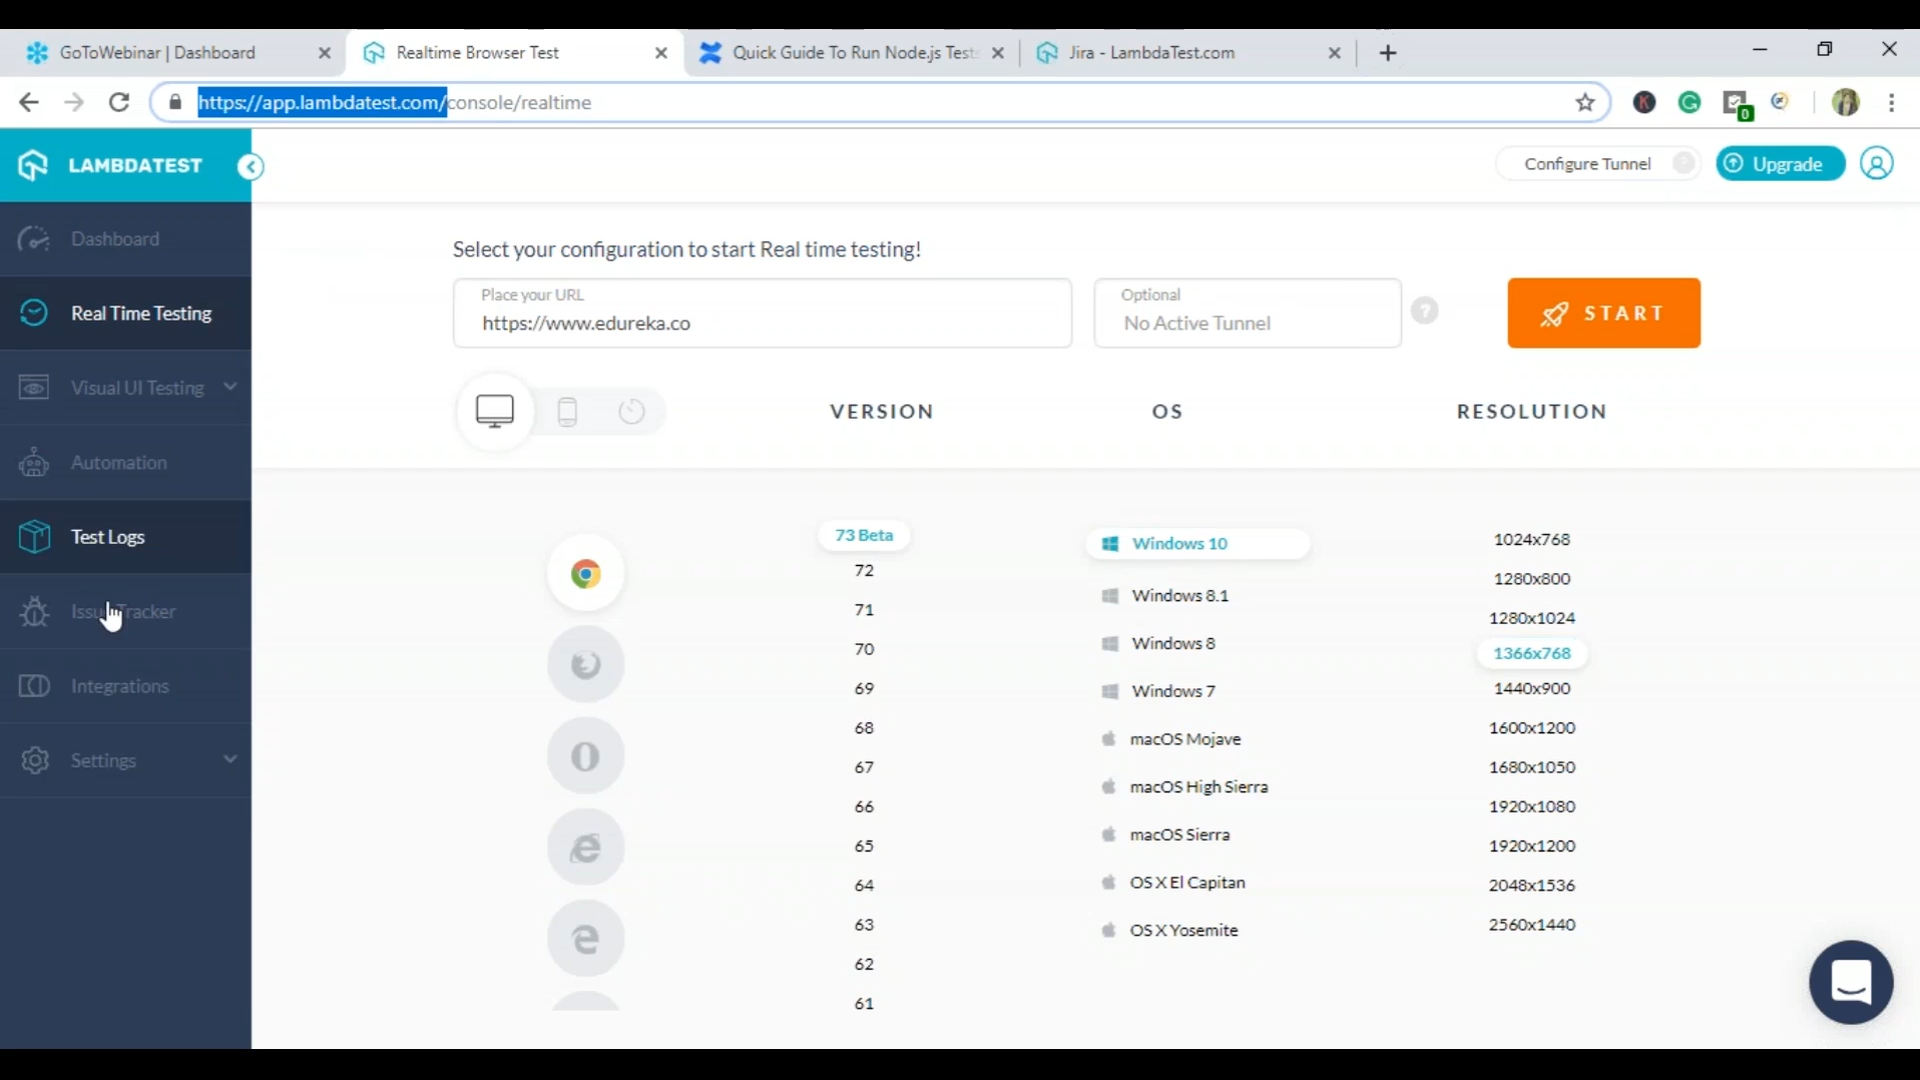 GoToWebinar | Dashboard
Realtime Browser Test
Quick Guide To Run Node.js Tests
Jira - LambdaTest.com
https://app.lambdatest.com/console/realtime
K
G
0
LAMBDATEST
Configure Tunnel
?
Upgrade
Dashboard
Real Time Testing
Visual UI Testing
Automation
Test Logs
Issue Tracker
Integrations
Settings
Select your configuration to start Real time testing!
Place your URL
https://www.edureka.co
Optional
No Active Tunnel
?
START
VERSION
OS
RESOLUTION
73 Beta
72
71
70
69
68
67
66
65
64
63
62
61
Windows 10
Windows 8.1
Windows 8
Windows 7
macOS Mojave
macOS High Sierra
macOS Sierra
OS X El Capitan
OS X Yosemite
1024x768
1280x800
1280x1024
1366x768
1440x900
1600x1200
1680x1050
1920x1080
1920x1200
2048x1536
2560x1440